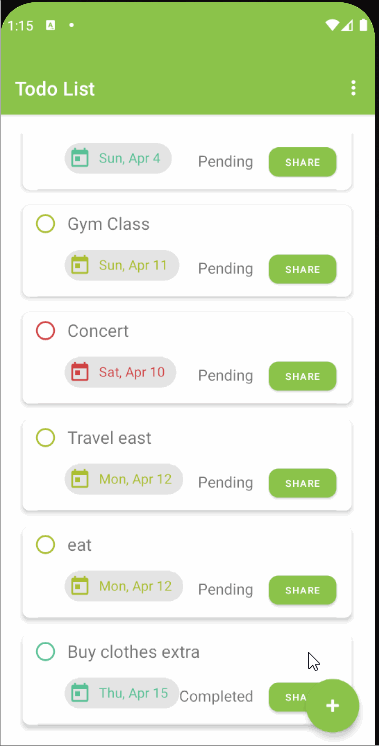 1:15 A
Todo List
Sun, Apr 4 Pending SHARE
Gym Class
Sun, Apr 11 Pending SHARE
Concert
Sat, Apr 10 Pending SHARE
Travel east
Mon, Apr 12 Pending SHARE
eat
Mon, Apr 12 Pending SHARE
Buy clothes extra
Thu, Apr 15 Completed SHA
+